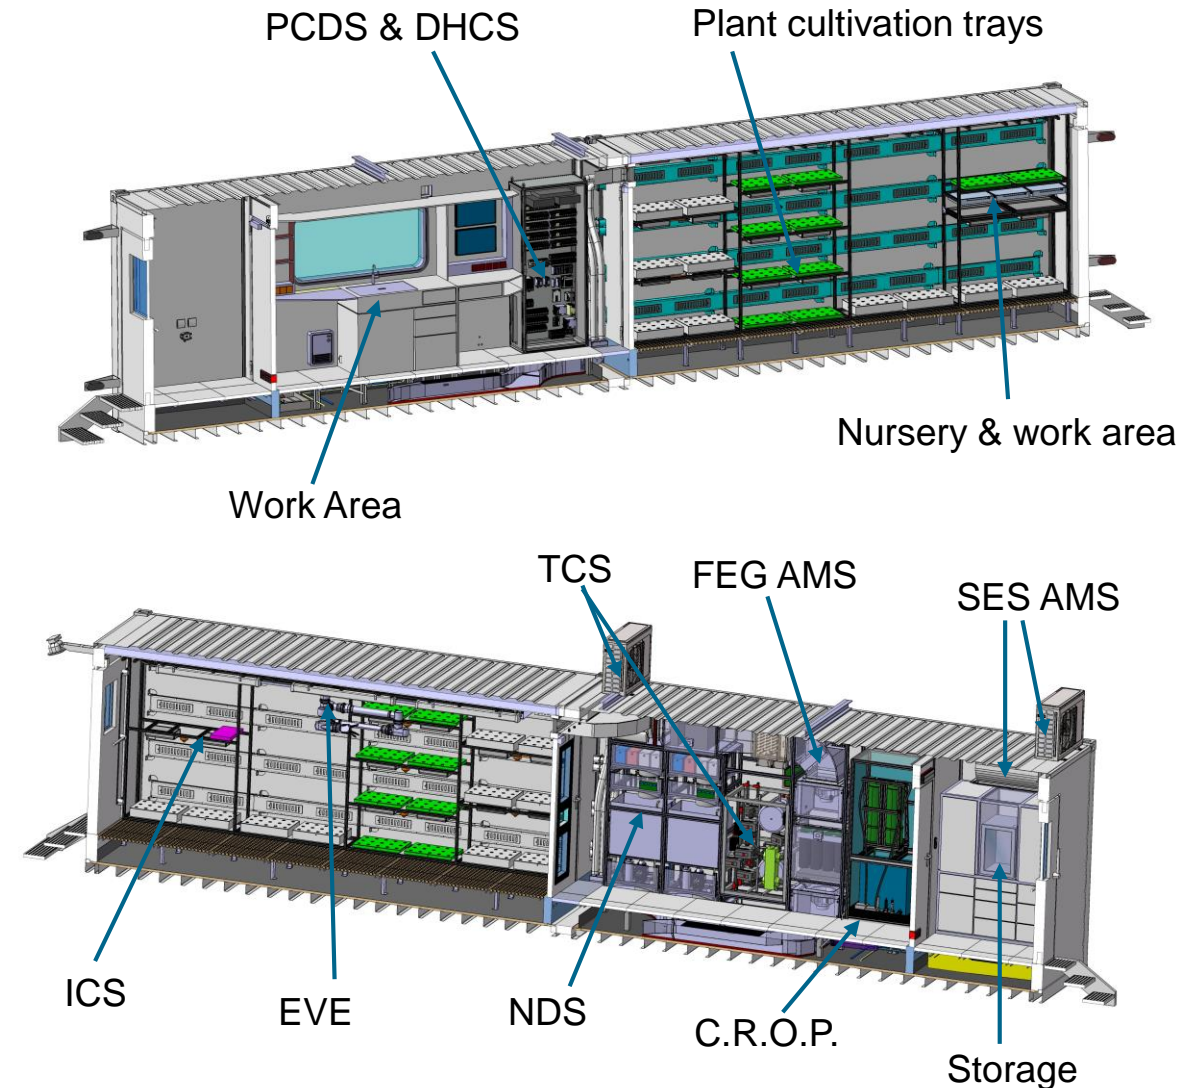 PCDS & DHCS
Plant cultivation trays
Nursery & work area
Work Area
TCS
FEG AMS
SES AMS
ICS
EVE
NDS
C.R.O.P.
Storage